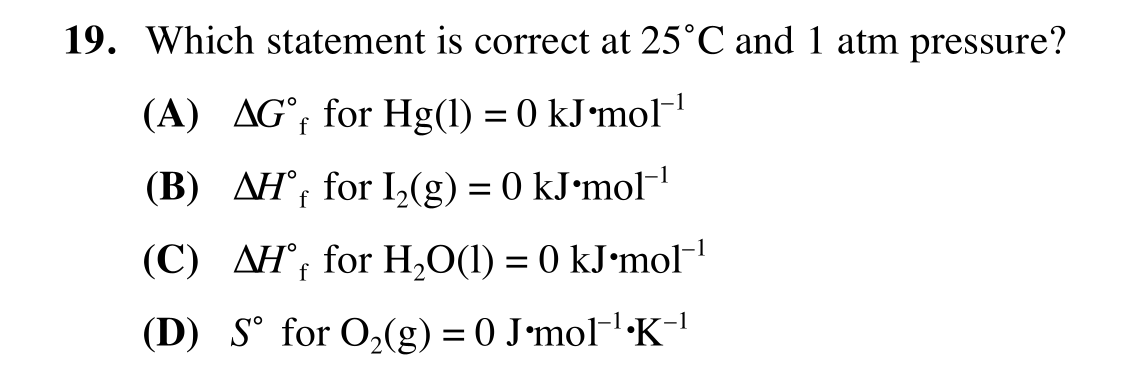 19. Which statement is correct at 25°C and 1 atm pressure?
(A) ΔG°f for Hg(l) = 0 kJ•mol⁻¹
(B) ΔH°f for I₂(g) = 0 kJ•mol⁻¹
(C) ΔH°f for H₂O(l) = 0 kJ•mol⁻¹
(D) S° for O₂(g) = 0 J•mol⁻¹•K⁻¹